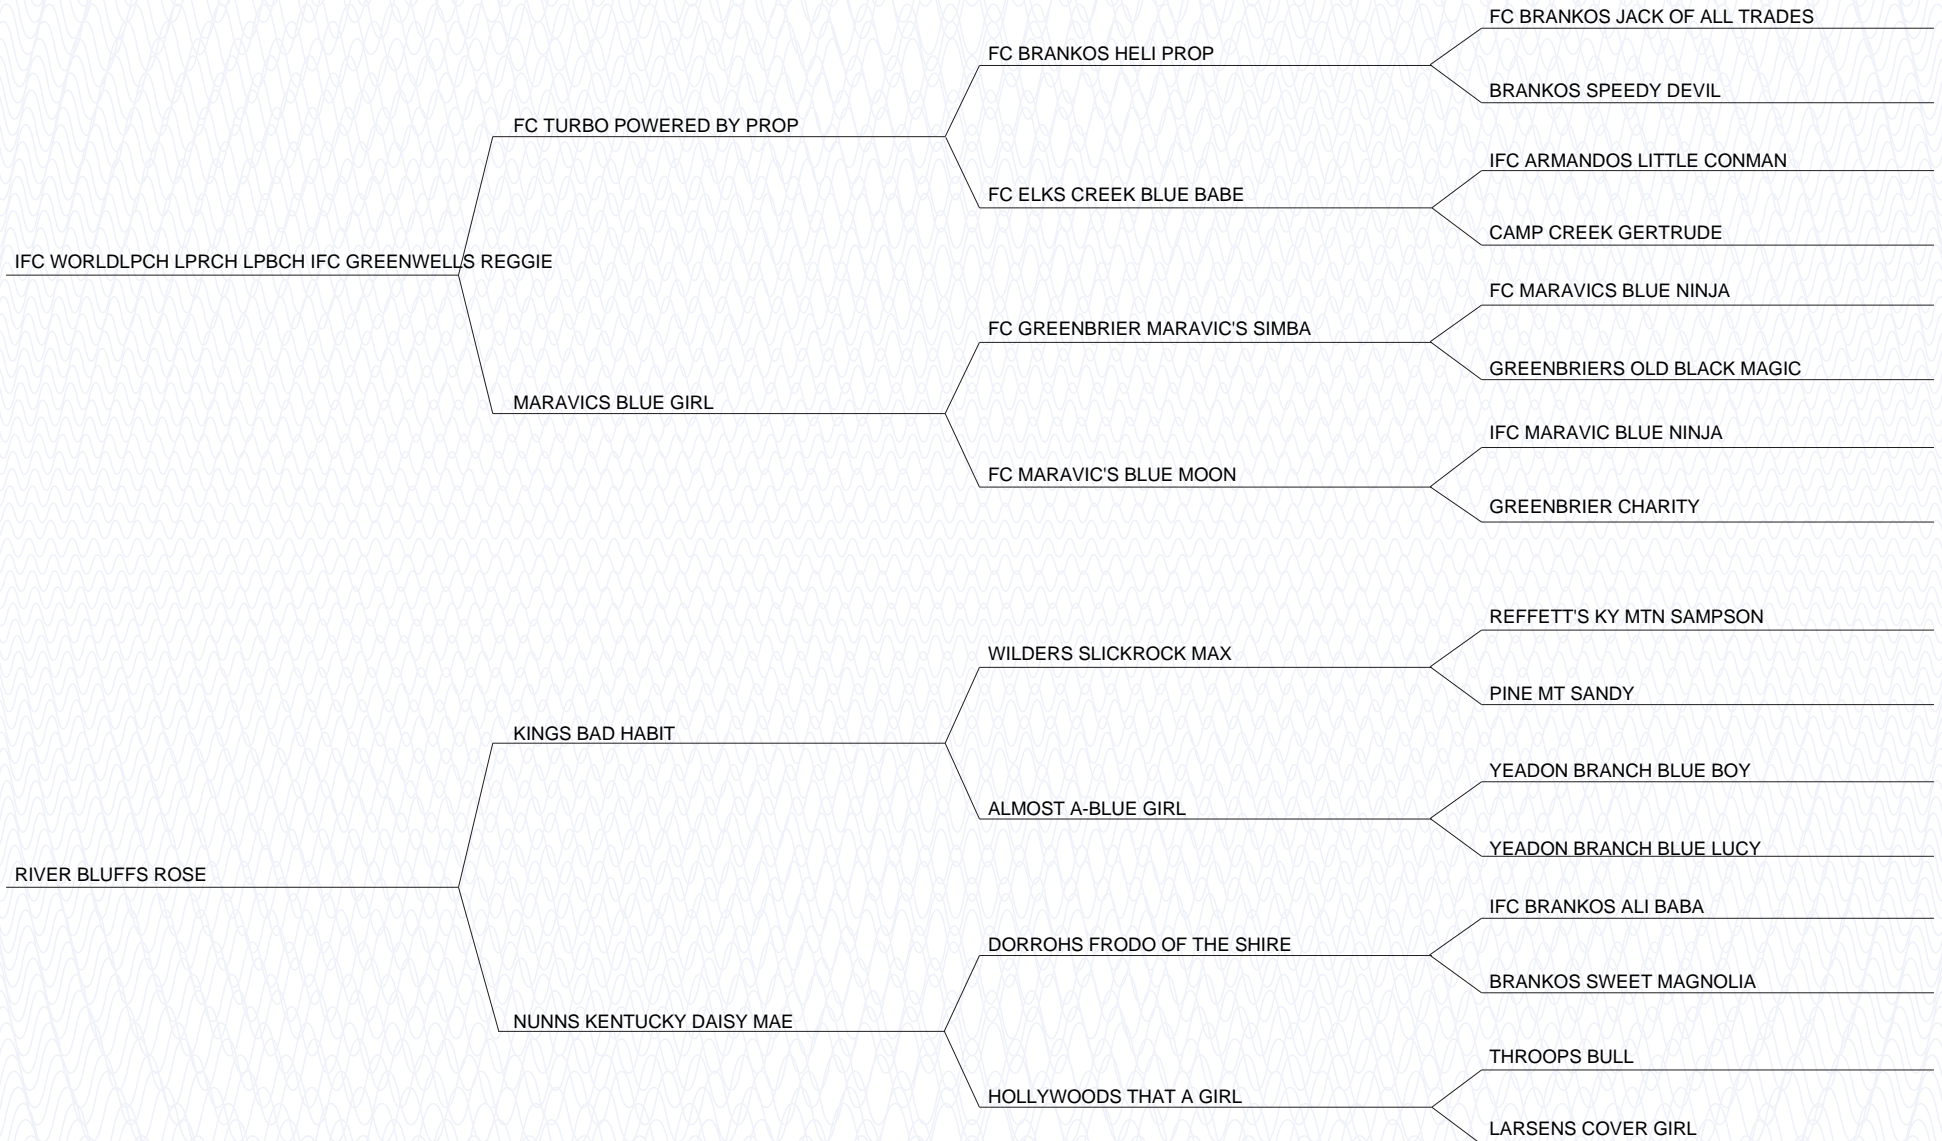 FC BRANKOS JACK OF ALL TRADES
FC BRANKOS HELI PROP
BRANKOS SPEEDY DEVIL
FC TURBO POWERED BY PROP
IFC ARMANDOS LITTLE CONMAN
FC ELKS CREEK BLUE BABE
CAMP CREEK GERTRUDE
IFC WORLDLPCH LPRCH LPBCH IFC GREENWELLS REGGIE
FC MARAVICS BLUE NINJA
FC GREENBRIER MARAVIC'S SIMBA
GREENBRIERS OLD BLACK MAGIC
MARAVICS BLUE GIRL
IFC MARAVIC BLUE NINJA
FC MARAVIC'S BLUE MOON
GREENBRIER CHARITY
REFFETT'S KY MTN SAMPSON
WILDERS SLICKROCK MAX
PINE MT SANDY
KINGS BAD HABIT
YEADON BRANCH BLUE BOY
ALMOST A-BLUE GIRL
YEADON BRANCH BLUE LUCY
RIVER BLUFFS ROSE
IFC BRANKOS ALI BABA
DORROHS FRODO OF THE SHIRE
BRANKOS SWEET MAGNOLIA
NUNNS KENTUCKY DAISY MAE
THROOPS BULL
HOLLYWOODS THAT A GIRL
LARSENS COVER GIRL